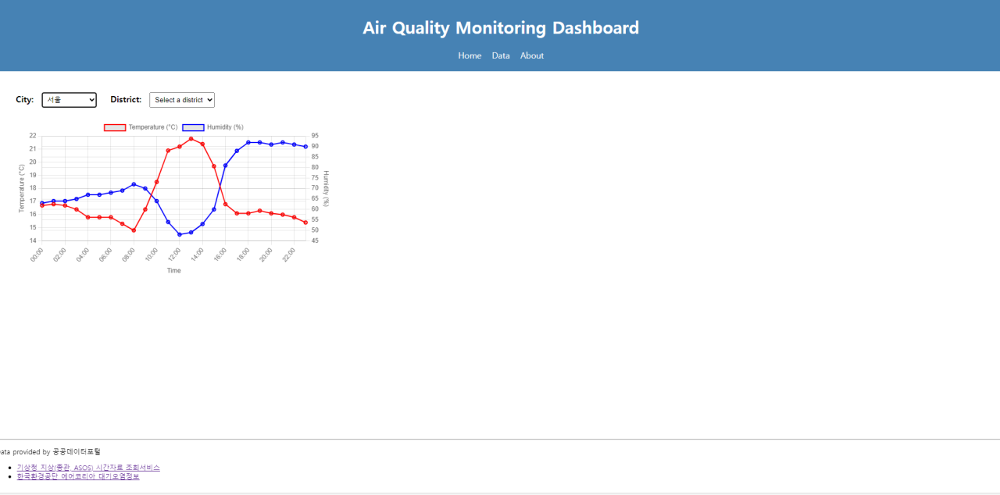 Air Quality Monitoring Dashboard
Home Data About
City: 서울 District: Select a district
Temperature (°C) Humidity (%)
22 95
21 90
20 85
19 80
18 75
17 70
16 65
15 60
14 55
50
45
Temperature (°C)
Humidity (%)
00:00 02:00 04:00 06:00 08:00 10:00 12:00 14:00 16:00 18:00 20:00 22:00
Time
ata provided by 공공데이터포털
기상청 지상(종관, ASOS) 시간자료 조회서비스
한국환경공단 에어코리아 대기오염정보